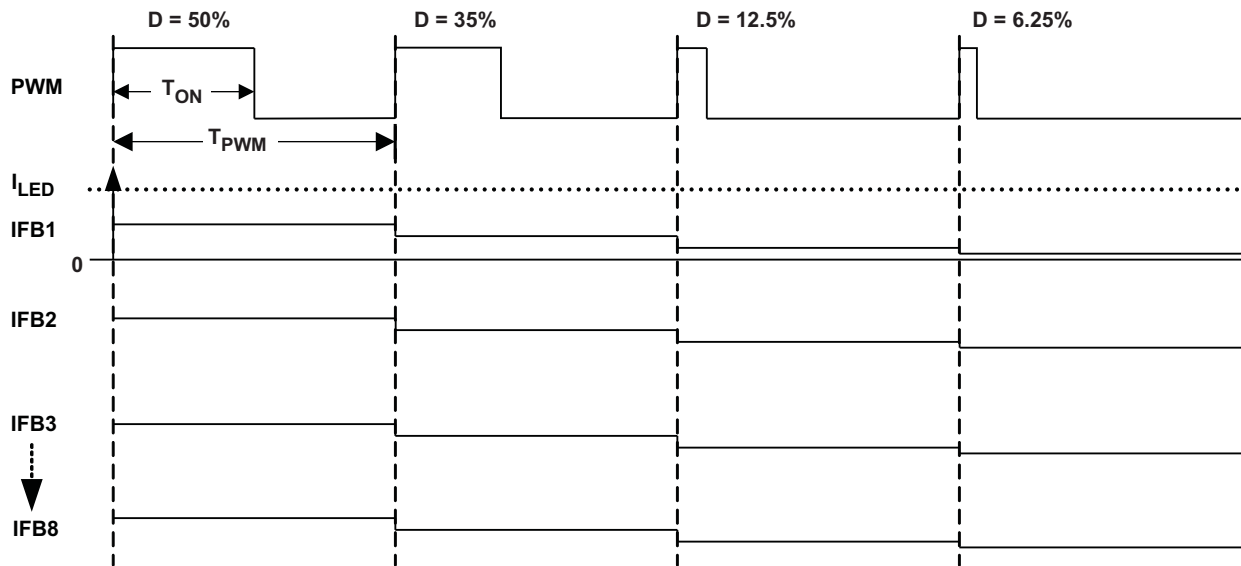 D = 50% D = 35% D = 12.5% D = 6.25%
PWM
TON
TPWM
ILED
IFB1
0
IFB2
IFB3
IFB8